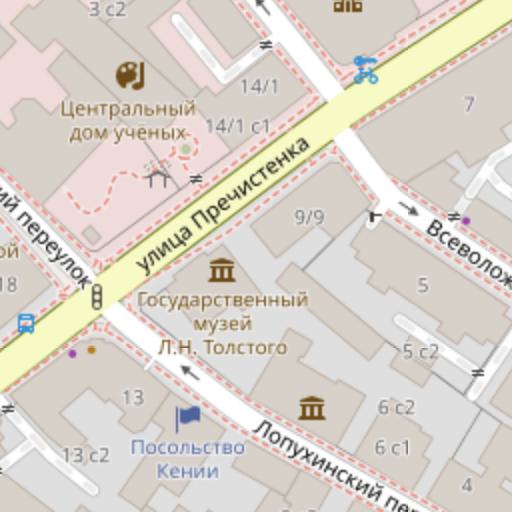 3 с2
14/1
Центральный
дом учёных
14/1 с1
7
улица Пречистенка
9/9
ий переулок
ой
18
Всеволож
5
Государственный
музей
Л.Н. Толстого
5 с2
13
6 с2
Посольство
Кении
Лопухинский пер
6 с1
13 с2
4